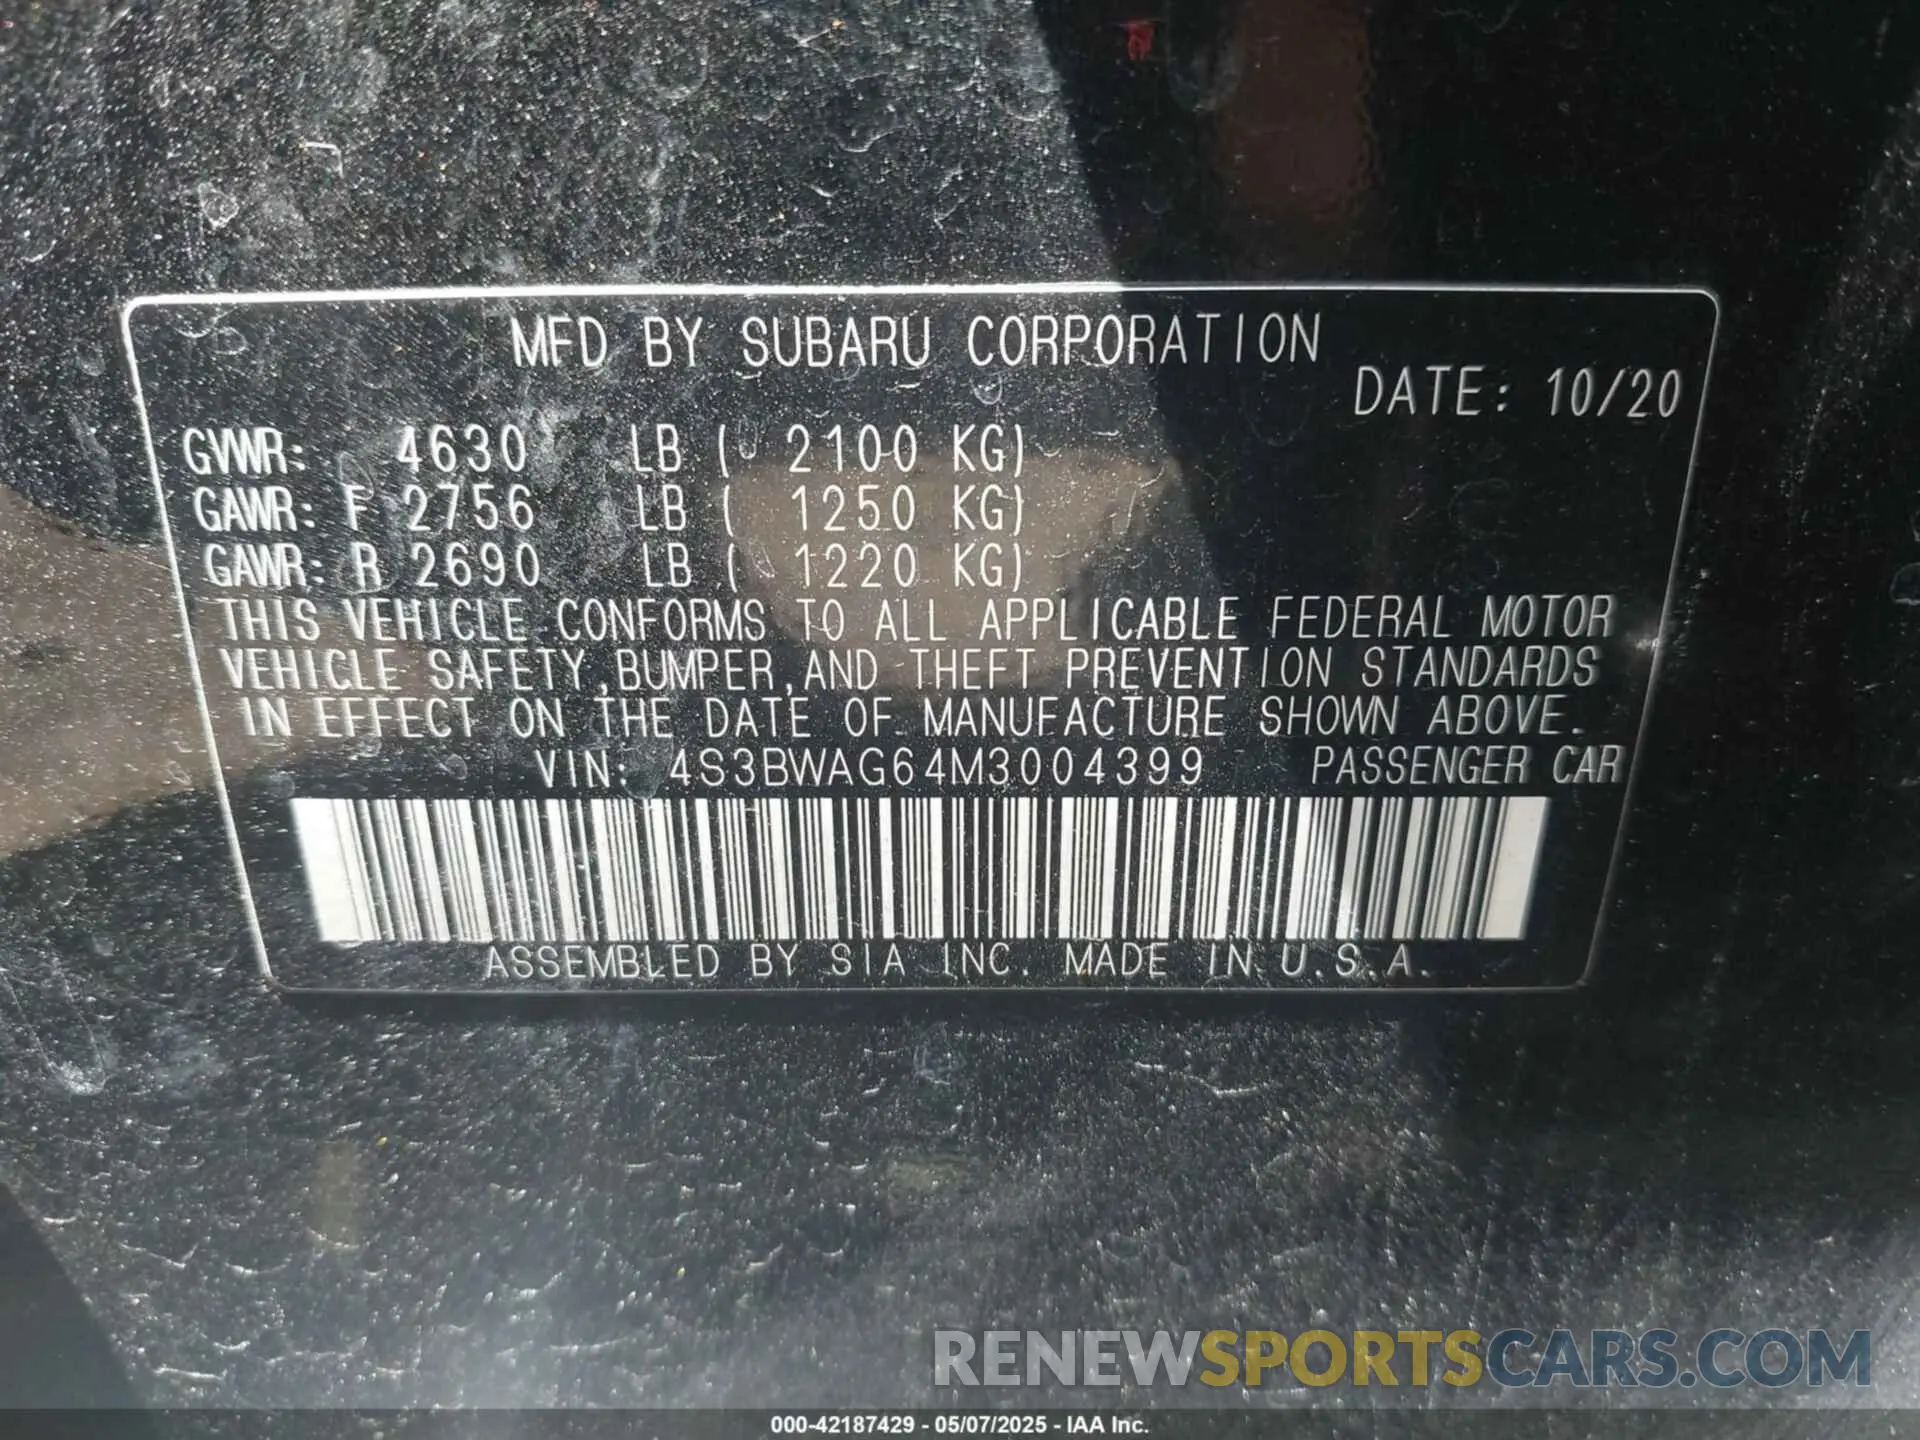 MFD BY SUBARU CORPORATION
DATE: 10/20
GVWR: 4630 LB ( 2100 KG)
GAWR: F 2756 LB ( 1250 KG)
GAWR: R 2690 LB ( 1220 KG)
THIS VEHICLE CONFORMS TO ALL APPLICABLE FEDERAL MOTOR
VEHICLE SAFETY,BUMPER,AND THEFT PREVENTION STANDARDS
IN EFFECT ON THE DATE OF MANUFACTURE SHOWN ABOVE.
VIN: 4S3BWAG64M3004399 PASSENGER CAR
ASSEMBLED BY SIA INC. MADE IN U.S.A.
RENEWSPORTSCARS.COM
000-42187429 - 05/07/2025 - IAA Inc.